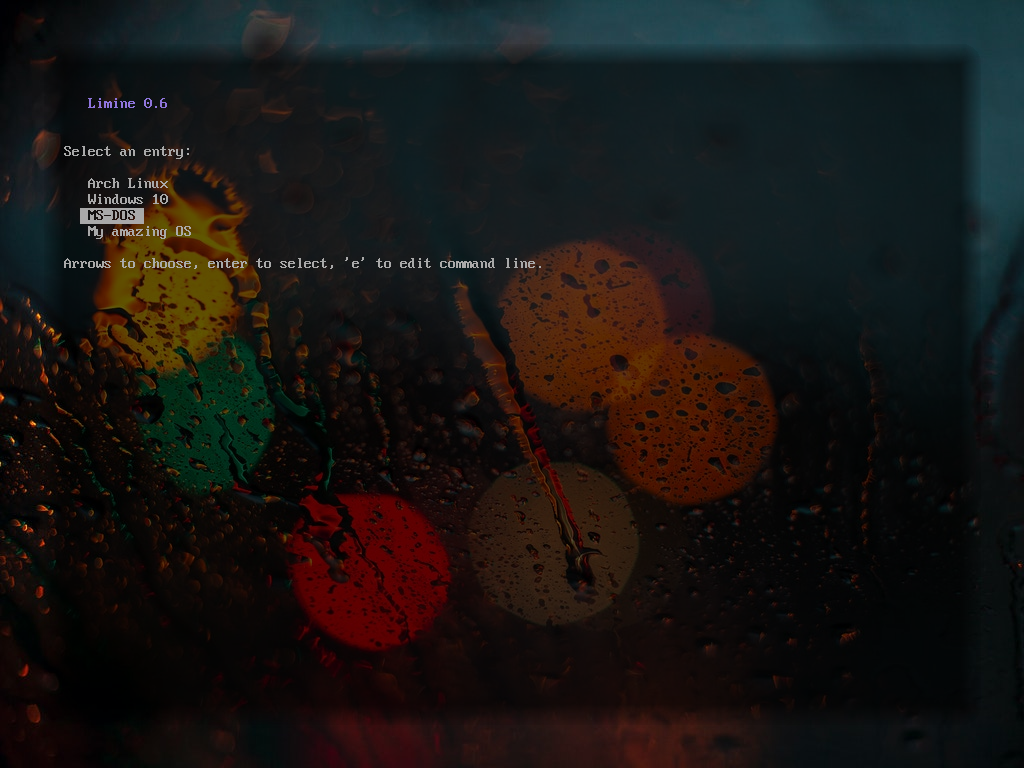 Limine 0.6
Select an entry:
Arch Linux
Windows 10
MS-DOS
My amazing OS
Arrows to choose, enter to select, 'e' to edit command line.